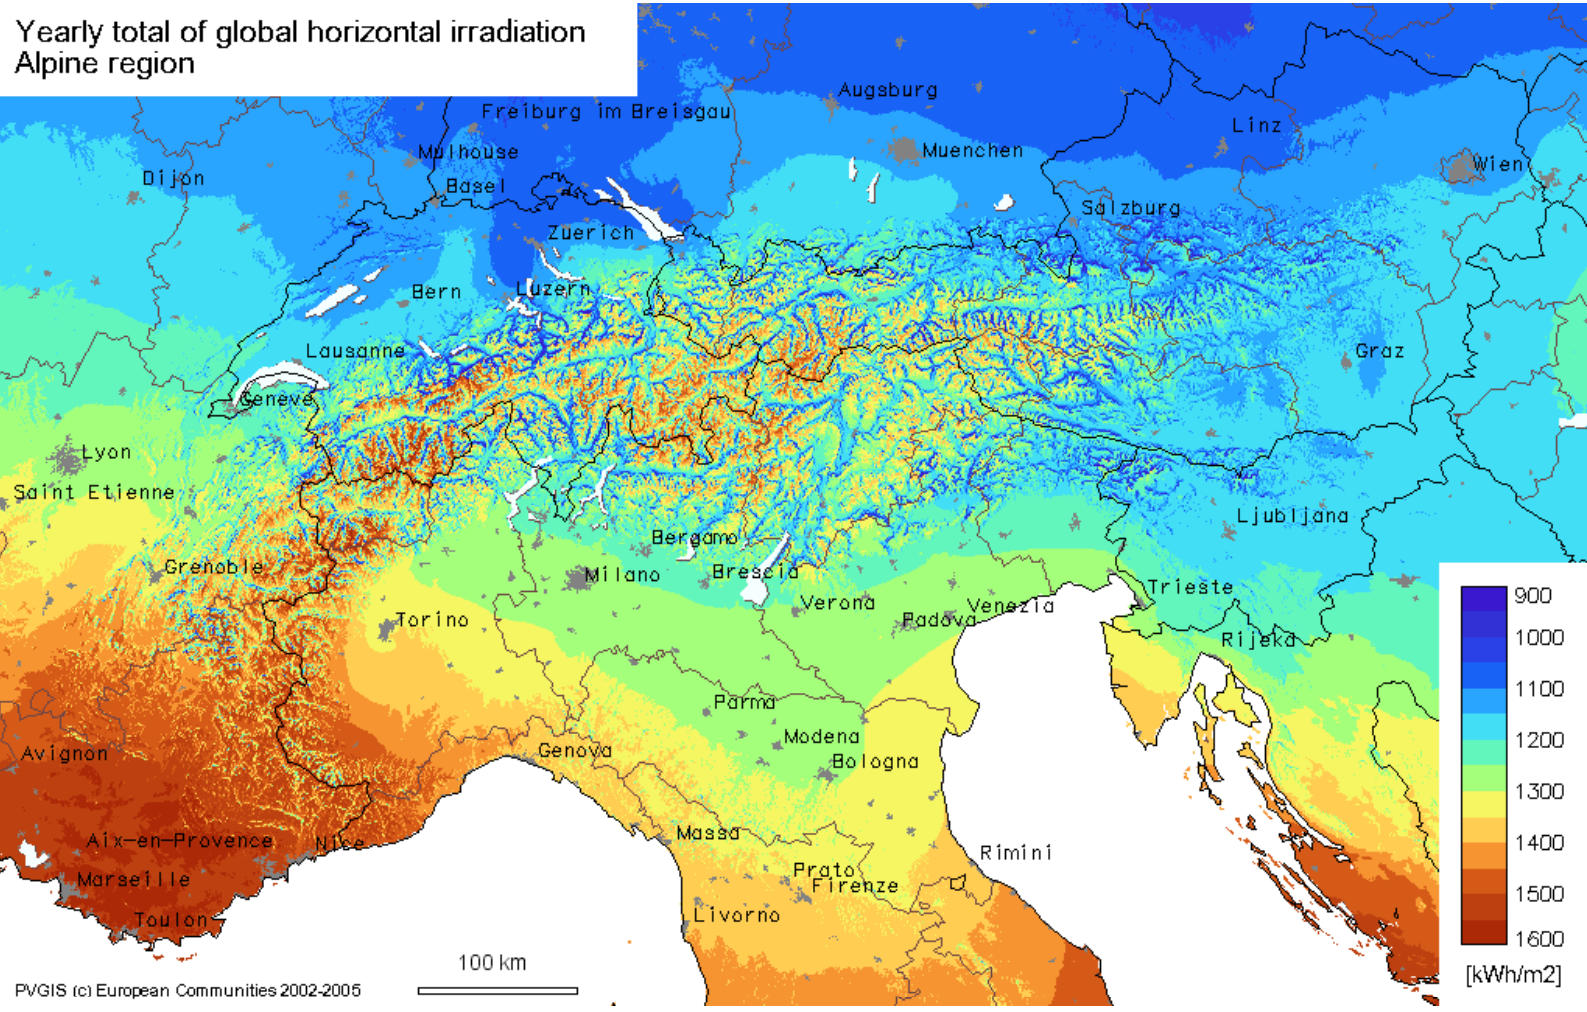 Yearly total of global horizontal irradiation
Alpine region
Augsburg
Freiburg im Breisgau
Linz
Mulhouse
Muenchen
Wien
Dijon
Basel
Salzburg
Zuerich
Bern
Luzern
Lausanne
Graz
Geneve
Lyon
Saint Etienne
Ljubljana
Bergamo
Grenoble
Milano
Brescia
Trieste
Verona
Venezia
Torino
Padova
Rijeka
Parma
Modena
Avignon
Genova
Bologna
Massa
Aix-en-Provence
Nice
Rimini
Prato
Marseille
Firenze
Toulon
Livorno
900
1000
1100
1200
1300
1400
1500
1600
[kWh/m2]
100 km
PVGIS (c) European Communities 2002-2005